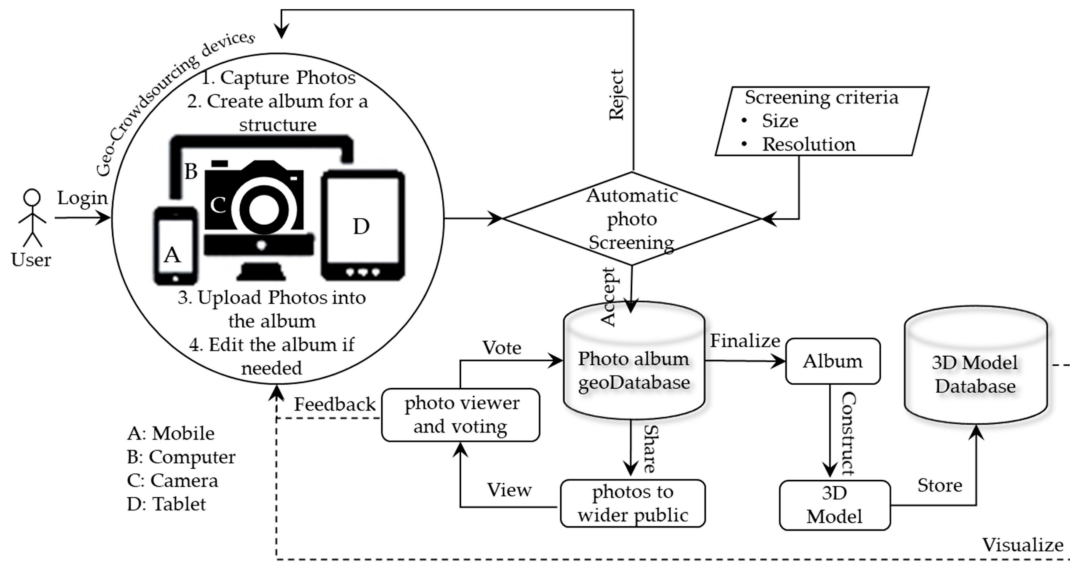 Geo-Crowdsourcing devices
1. Capture Photos
2. Create album for a
structure
B
C
A
D
3. Upload Photos into
the album
4. Edit the album if
needed
Login
User
Reject
Screening criteria
• Size
• Resolution
Automatic
photo
Screening
Accept
Photo album
geoDatabase
Finalize
Album
3D Model
Database
Vote
Feedback
photo viewer
and voting
Share
Construct
A: Mobile
B: Computer
C: Camera
D: Tablet
View
photos to
wider public
3D
Model
Store
Visualize